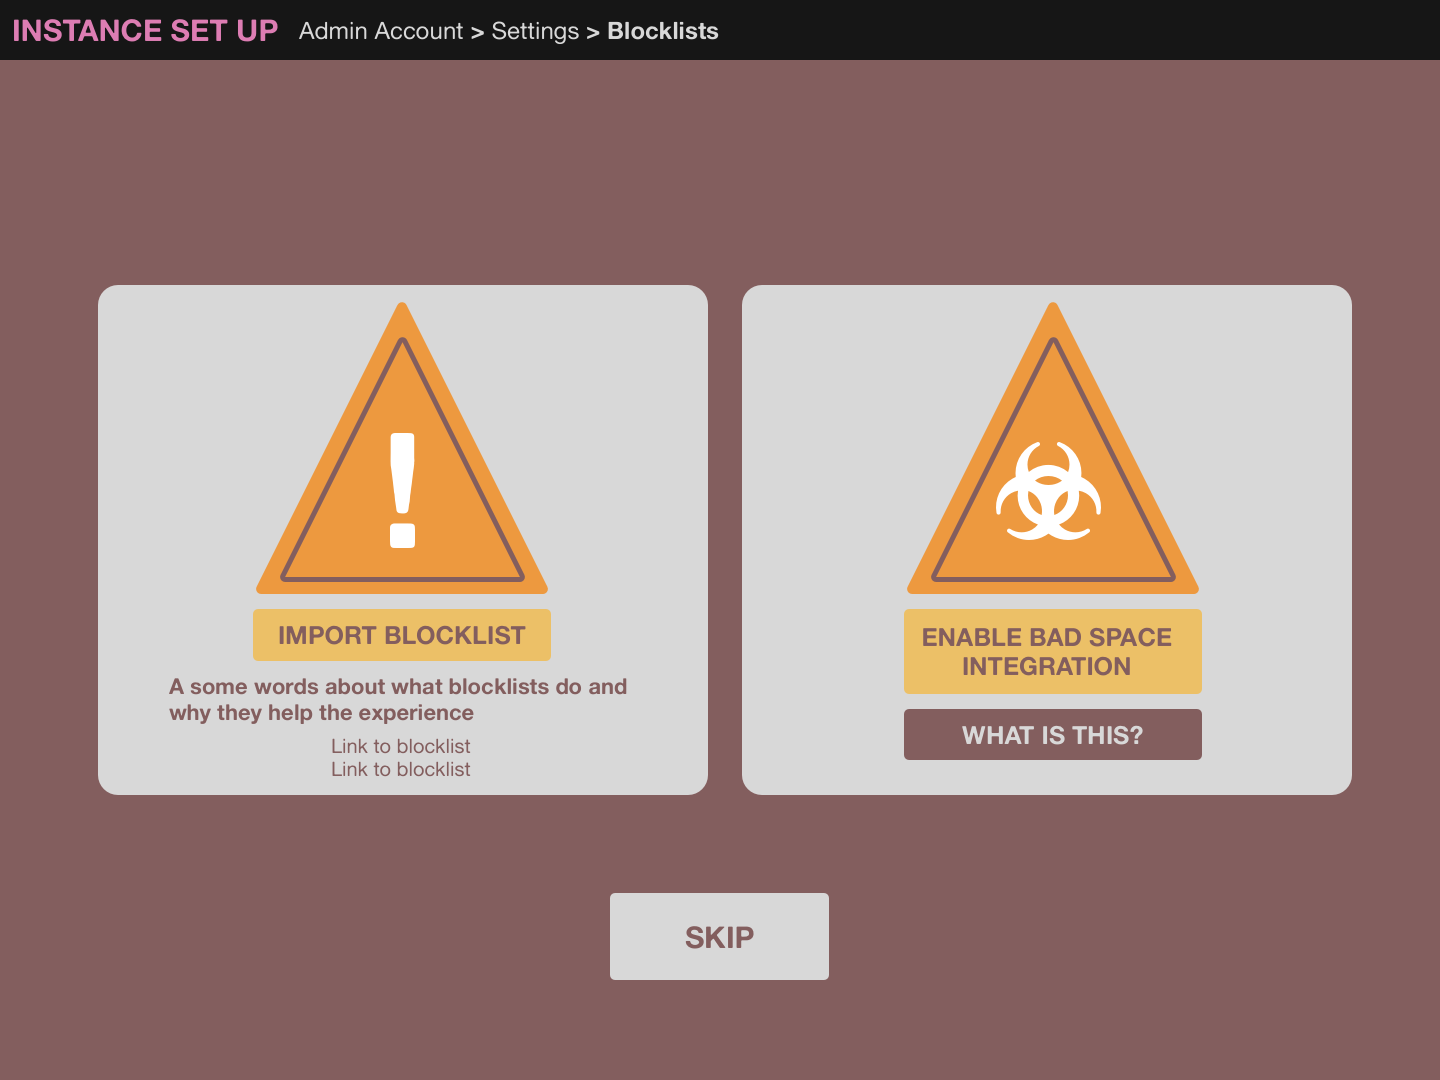 INSTANCE SET UP Admin Account > Settings > Blocklists
!
IMPORT BLOCKLIST
A some words about what blocklists do and
why they help the experience
Link to blocklist
Link to blocklist
ENABLE BAD SPACE
INTEGRATION
WHAT IS THIS?
SKIP